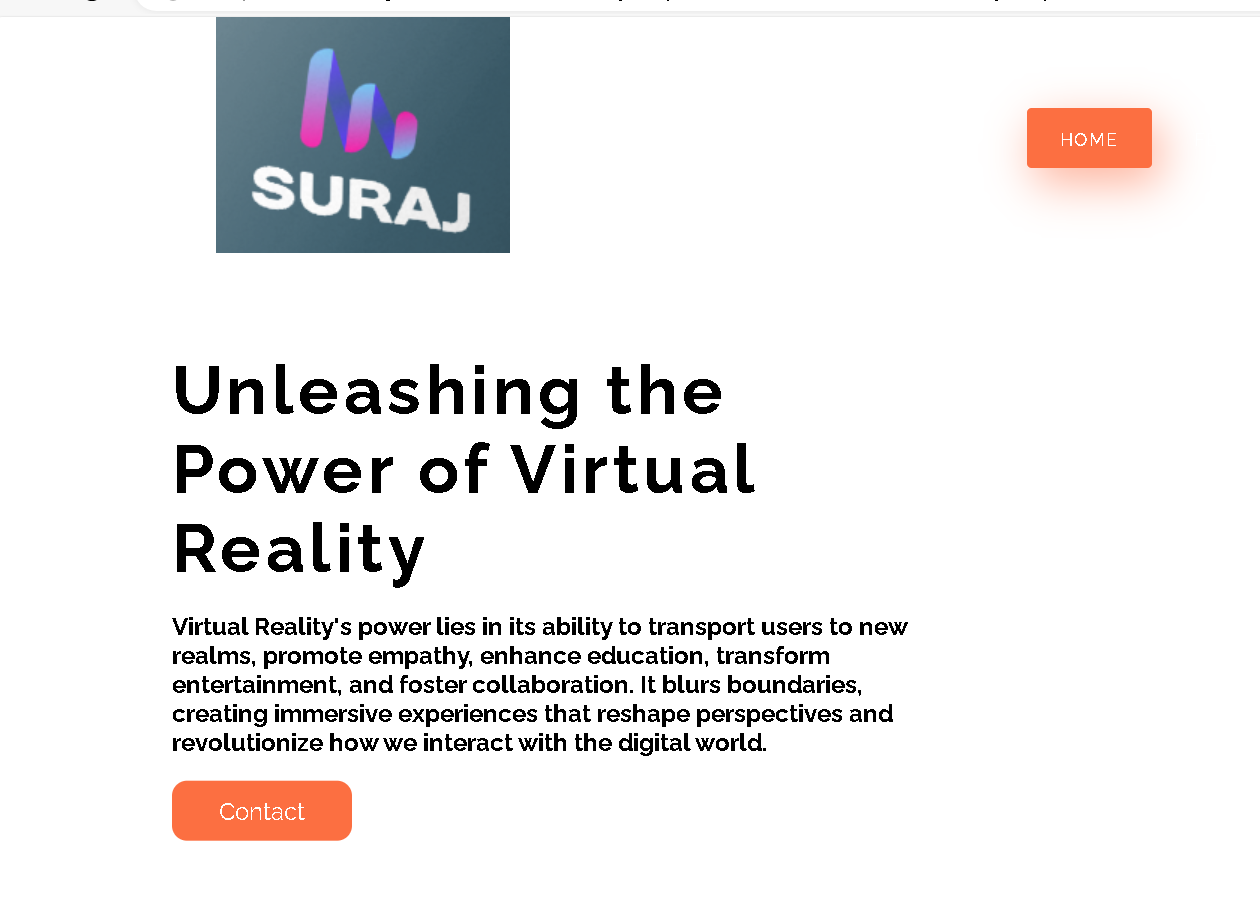 SURAJ
HOME
Unleashing the
Power of Virtual
Reality
Virtual Reality's power lies in its ability to transport users to new
realms, promote empathy, enhance education, transform
entertainment, and foster collaboration. It blurs boundaries,
creating immersive experiences that reshape perspectives and
revolutionize how we interact with the digital world.
Contact